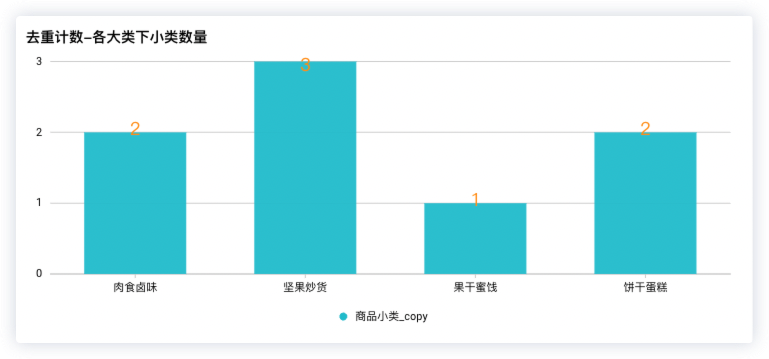 去重计数-各大类下小类数量
3
3
2
2
2
1
1
0
肉食卤味
坚果炒货
果干蜜饯
饼干蛋糕
商品小类_copy